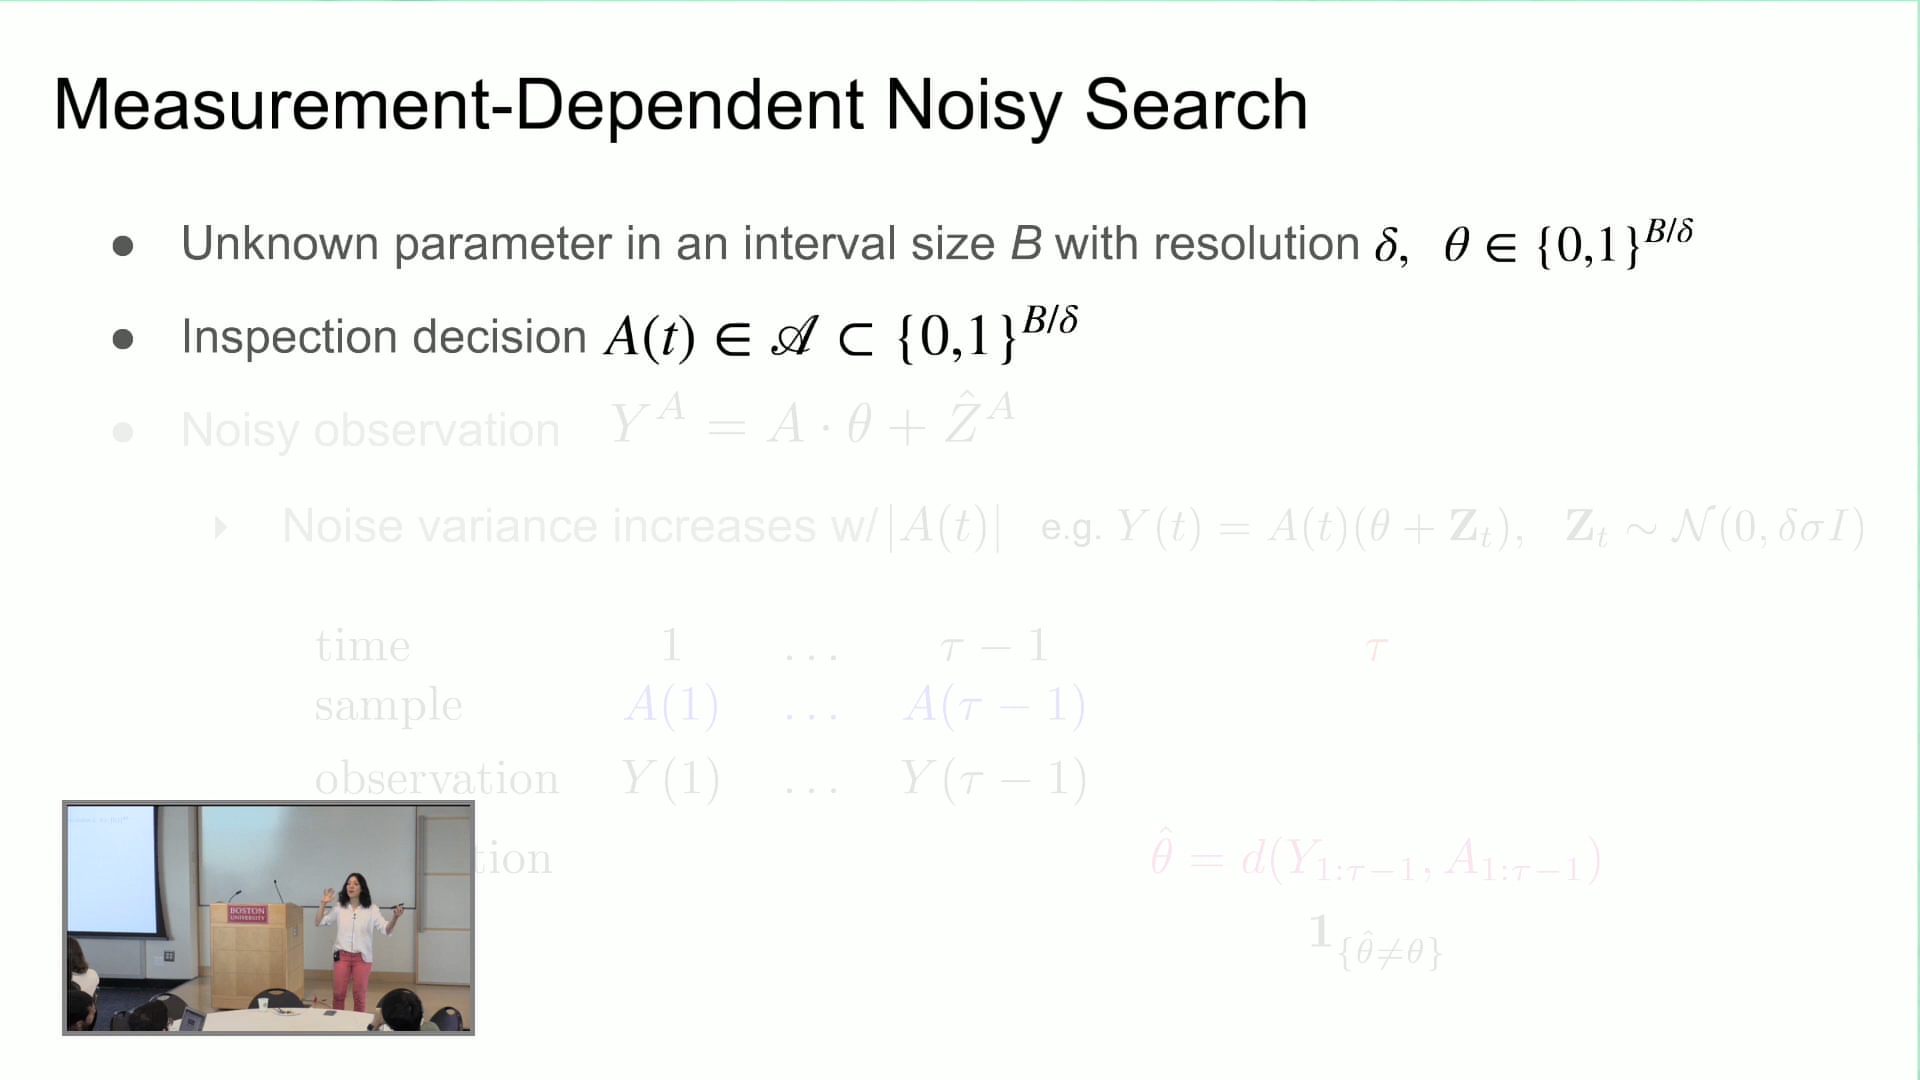 Measurement-Dependent Noisy Search
● Unknown parameter in an interval size B with resolution δ, θ ∈ {0,1}^{B/δ}
● Inspection decision A(t) ∈ 𝒜 ⊂ {0,1}^{B/δ}
● Noisy observation Y^A = A · θ + Ẑ^A
‣ Noise variance increases w/ |A(t)| e.g. Y(t) = A(t)(θ + Z_t), Z_t ∼ 𝒩(0, δσI)
time 1 ... τ − 1 τ
sample A(1) ... A(τ − 1)
observation Y(1) ... Y(τ − 1)
tion θ̂ = d(Y_{1:τ−1}, A_{1:τ−1})
1_{{θ̂≠θ}}
BOSTON
UNIVERSITY